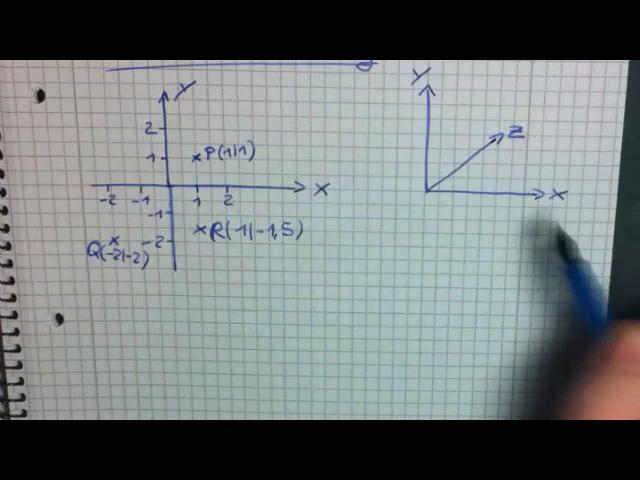 Y
2
1
P(1|1)
-2 -1 1 2 X
-1
-2
R(1|-1,5)
Q(-2|-2)
Y
Z
X